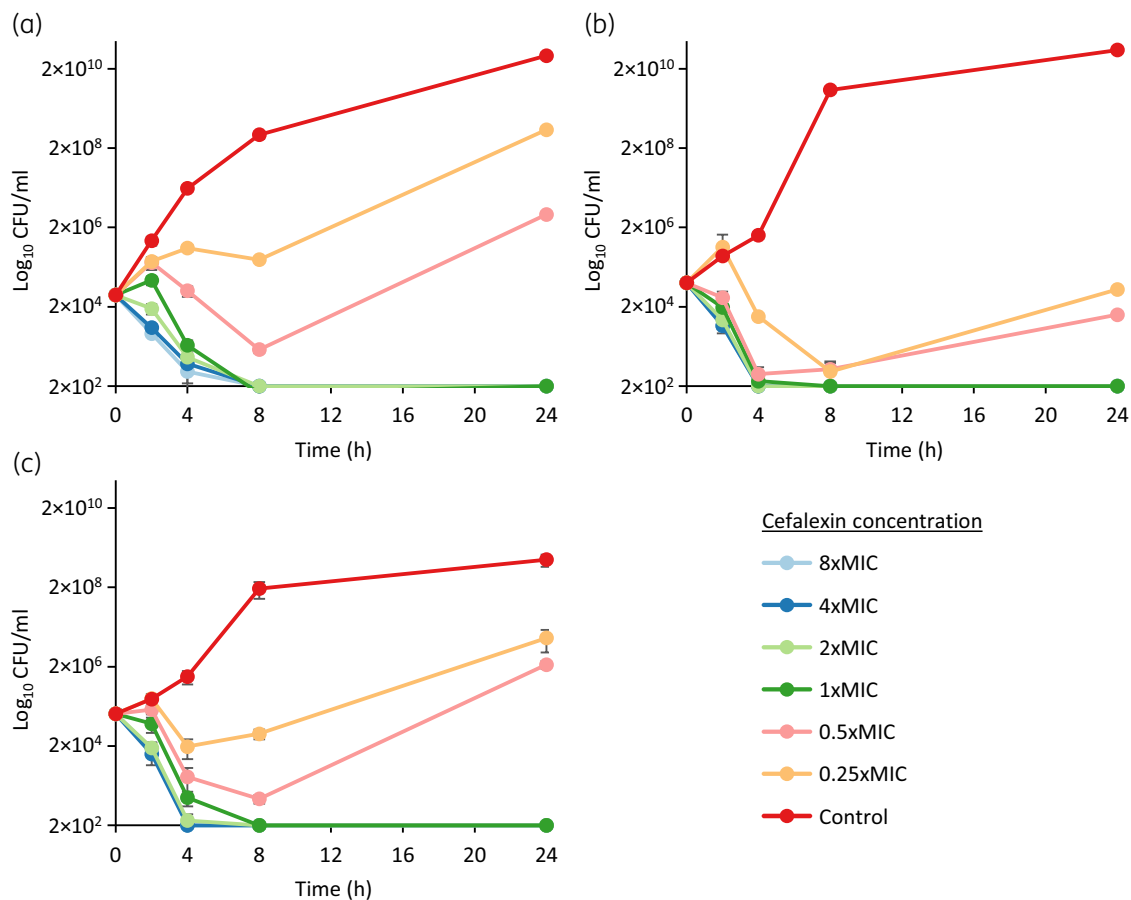 (a)
Log₁₀ CFU/ml
2×10¹⁰
2×10⁸
2×10⁶
2×10⁴
2×10²
0 4 8 12 16 20 24
Time (h)
(b)
Log₁₀ CFU/ml
2×10¹⁰
2×10⁸
2×10⁶
2×10⁴
2×10²
0 4 8 12 16 20 24
Time (h)
(c)
Log₁₀ CFU/ml
2×10¹⁰
2×10⁸
2×10⁶
2×10⁴
2×10²
0 4 8 12 16 20 24
Time (h)
Cefalexin concentration
8xMIC
4xMIC
2xMIC
1xMIC
0.5xMIC
0.25xMIC
Control